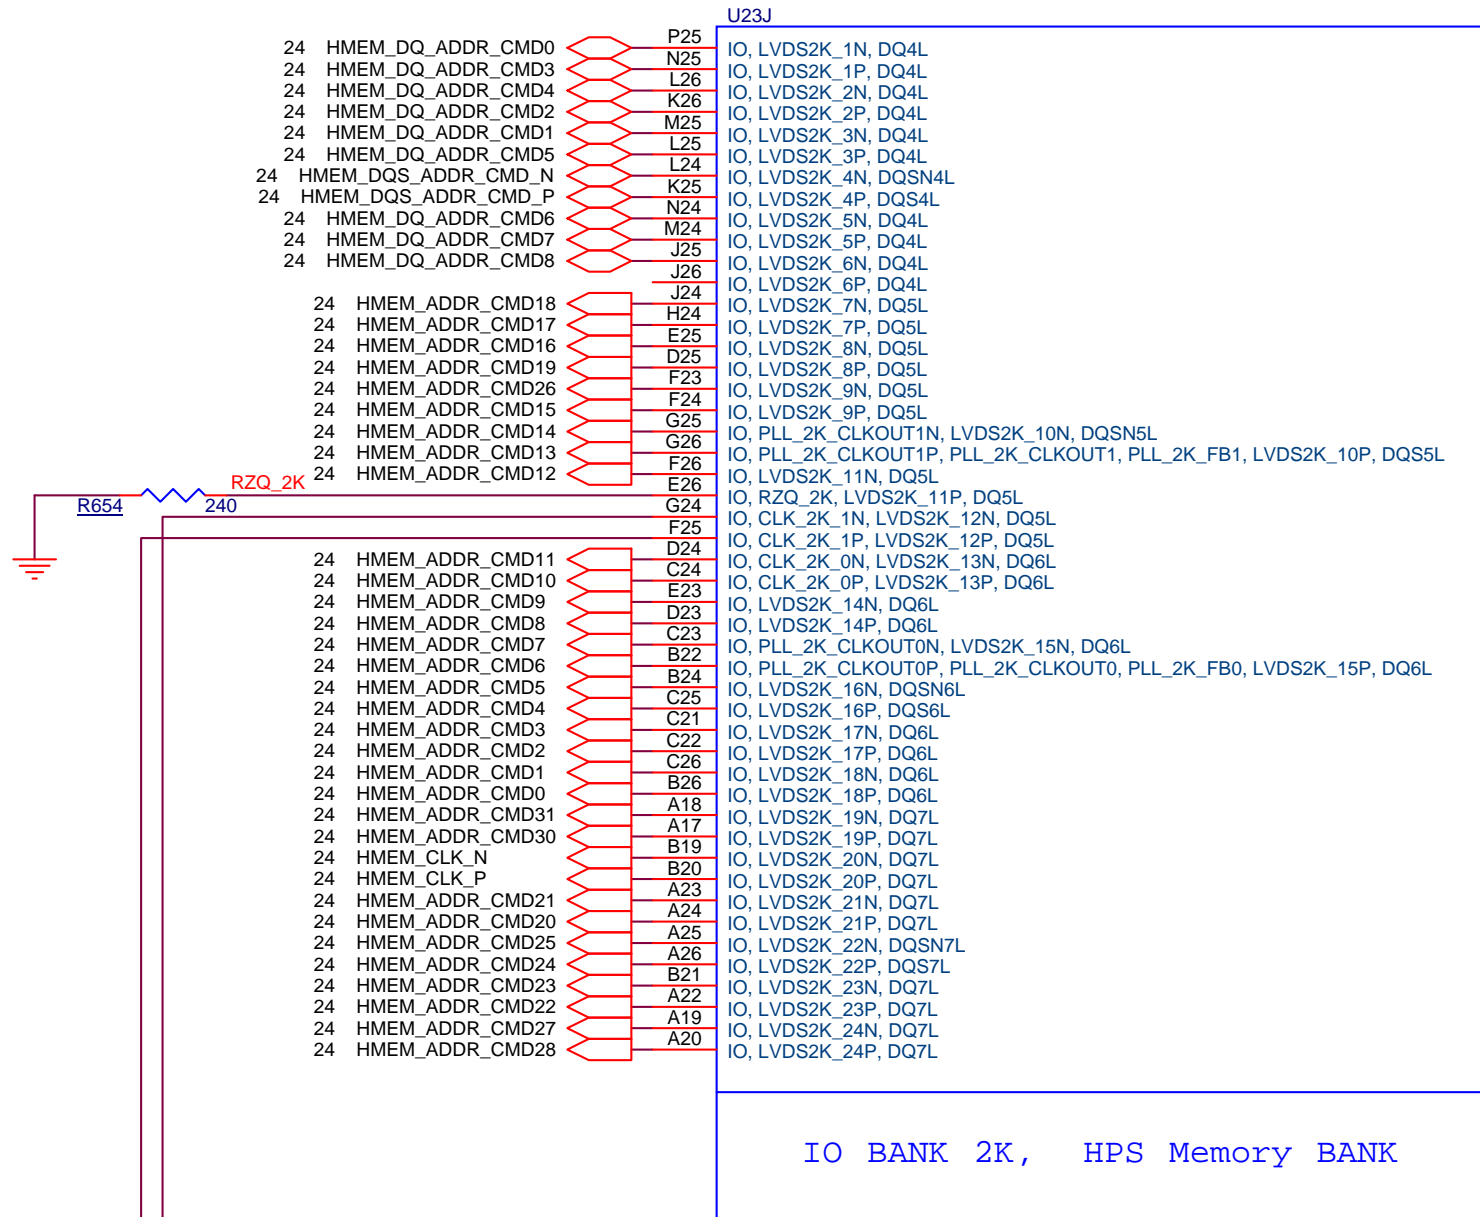 U23J
24 HMEM_DQ_ADDR_CMD0 P25 IO, LVDS2K_1N, DQ4L
24 HMEM_DQ_ADDR_CMD3 N25 IO, LVDS2K_1P, DQ4L
24 HMEM_DQ_ADDR_CMD4 L26 IO, LVDS2K_2N, DQ4L
24 HMEM_DQ_ADDR_CMD2 K26 IO, LVDS2K_2P, DQ4L
24 HMEM_DQ_ADDR_CMD1 M25 IO, LVDS2K_3N, DQ4L
24 HMEM_DQ_ADDR_CMD5 L25 IO, LVDS2K_3P, DQ4L
24 HMEM_DQS_ADDR_CMD_N L24 IO, LVDS2K_4N, DQSN4L
24 HMEM_DQS_ADDR_CMD_P K25 IO, LVDS2K_4P, DQS4L
24 HMEM_DQ_ADDR_CMD6 N24 IO, LVDS2K_5N, DQ4L
24 HMEM_DQ_ADDR_CMD7 M24 IO, LVDS2K_5P, DQ4L
24 HMEM_DQ_ADDR_CMD8 J25 IO, LVDS2K_6N, DQ4L
J26 IO, LVDS2K_6P, DQ4L
24 HMEM_ADDR_CMD18 J24 IO, LVDS2K_7N, DQ5L
24 HMEM_ADDR_CMD17 H24 IO, LVDS2K_7P, DQ5L
24 HMEM_ADDR_CMD16 E25 IO, LVDS2K_8N, DQ5L
24 HMEM_ADDR_CMD19 D25 IO, LVDS2K_8P, DQ5L
24 HMEM_ADDR_CMD26 F23 IO, LVDS2K_9N, DQ5L
24 HMEM_ADDR_CMD15 F24 IO, LVDS2K_9P, DQ5L
24 HMEM_ADDR_CMD14 G25 IO, PLL_2K_CLKOUT1N, LVDS2K_10N, DQSN5L
24 HMEM_ADDR_CMD13 G26 IO, PLL_2K_CLKOUT1P, PLL_2K_CLKOUT1, PLL_2K_FB1, LVDS2K_10P, DQS5L
24 HMEM_ADDR_CMD12 F26 IO, LVDS2K_11N, DQ5L
R654 240 RZQ_2K E26 IO, RZQ_2K, LVDS2K_11P, DQ5L
G24 IO, CLK_2K_1N, LVDS2K_12N, DQ5L
F25 IO, CLK_2K_1P, LVDS2K_12P, DQ5L
24 HMEM_ADDR_CMD11 D24 IO, CLK_2K_0N, LVDS2K_13N, DQ6L
24 HMEM_ADDR_CMD10 C24 IO, CLK_2K_0P, LVDS2K_13P, DQ6L
24 HMEM_ADDR_CMD9 E23 IO, LVDS2K_14N, DQ6L
24 HMEM_ADDR_CMD8 D23 IO, LVDS2K_14P, DQ6L
24 HMEM_ADDR_CMD7 C23 IO, PLL_2K_CLKOUT0N, LVDS2K_15N, DQ6L
24 HMEM_ADDR_CMD6 B22 IO, PLL_2K_CLKOUT0P, PLL_2K_CLKOUT0, PLL_2K_FB0, LVDS2K_15P, DQ6L
24 HMEM_ADDR_CMD5 B24 IO, LVDS2K_16N, DQSN6L
24 HMEM_ADDR_CMD4 C25 IO, LVDS2K_16P, DQS6L
24 HMEM_ADDR_CMD3 C21 IO, LVDS2K_17N, DQ6L
24 HMEM_ADDR_CMD2 C22 IO, LVDS2K_17P, DQ6L
24 HMEM_ADDR_CMD1 C26 IO, LVDS2K_18N, DQ6L
24 HMEM_ADDR_CMD0 B26 IO, LVDS2K_18P, DQ6L
24 HMEM_ADDR_CMD31 A18 IO, LVDS2K_19N, DQ7L
24 HMEM_ADDR_CMD30 A17 IO, LVDS2K_19P, DQ7L
24 HMEM_CLK_N B19 IO, LVDS2K_20N, DQ7L
24 HMEM_CLK_P B20 IO, LVDS2K_20P, DQ7L
24 HMEM_ADDR_CMD21 A23 IO, LVDS2K_21N, DQ7L
24 HMEM_ADDR_CMD20 A24 IO, LVDS2K_21P, DQ7L
24 HMEM_ADDR_CMD25 A25 IO, LVDS2K_22N, DQSN7L
24 HMEM_ADDR_CMD24 A26 IO, LVDS2K_22P, DQS7L
24 HMEM_ADDR_CMD23 B21 IO, LVDS2K_23N, DQ7L
24 HMEM_ADDR_CMD22 A22 IO, LVDS2K_23P, DQ7L
24 HMEM_ADDR_CMD27 A19 IO, LVDS2K_24N, DQ7L
24 HMEM_ADDR_CMD28 A20 IO, LVDS2K_24P, DQ7L
IO BANK 2K, HPS Memory BANK